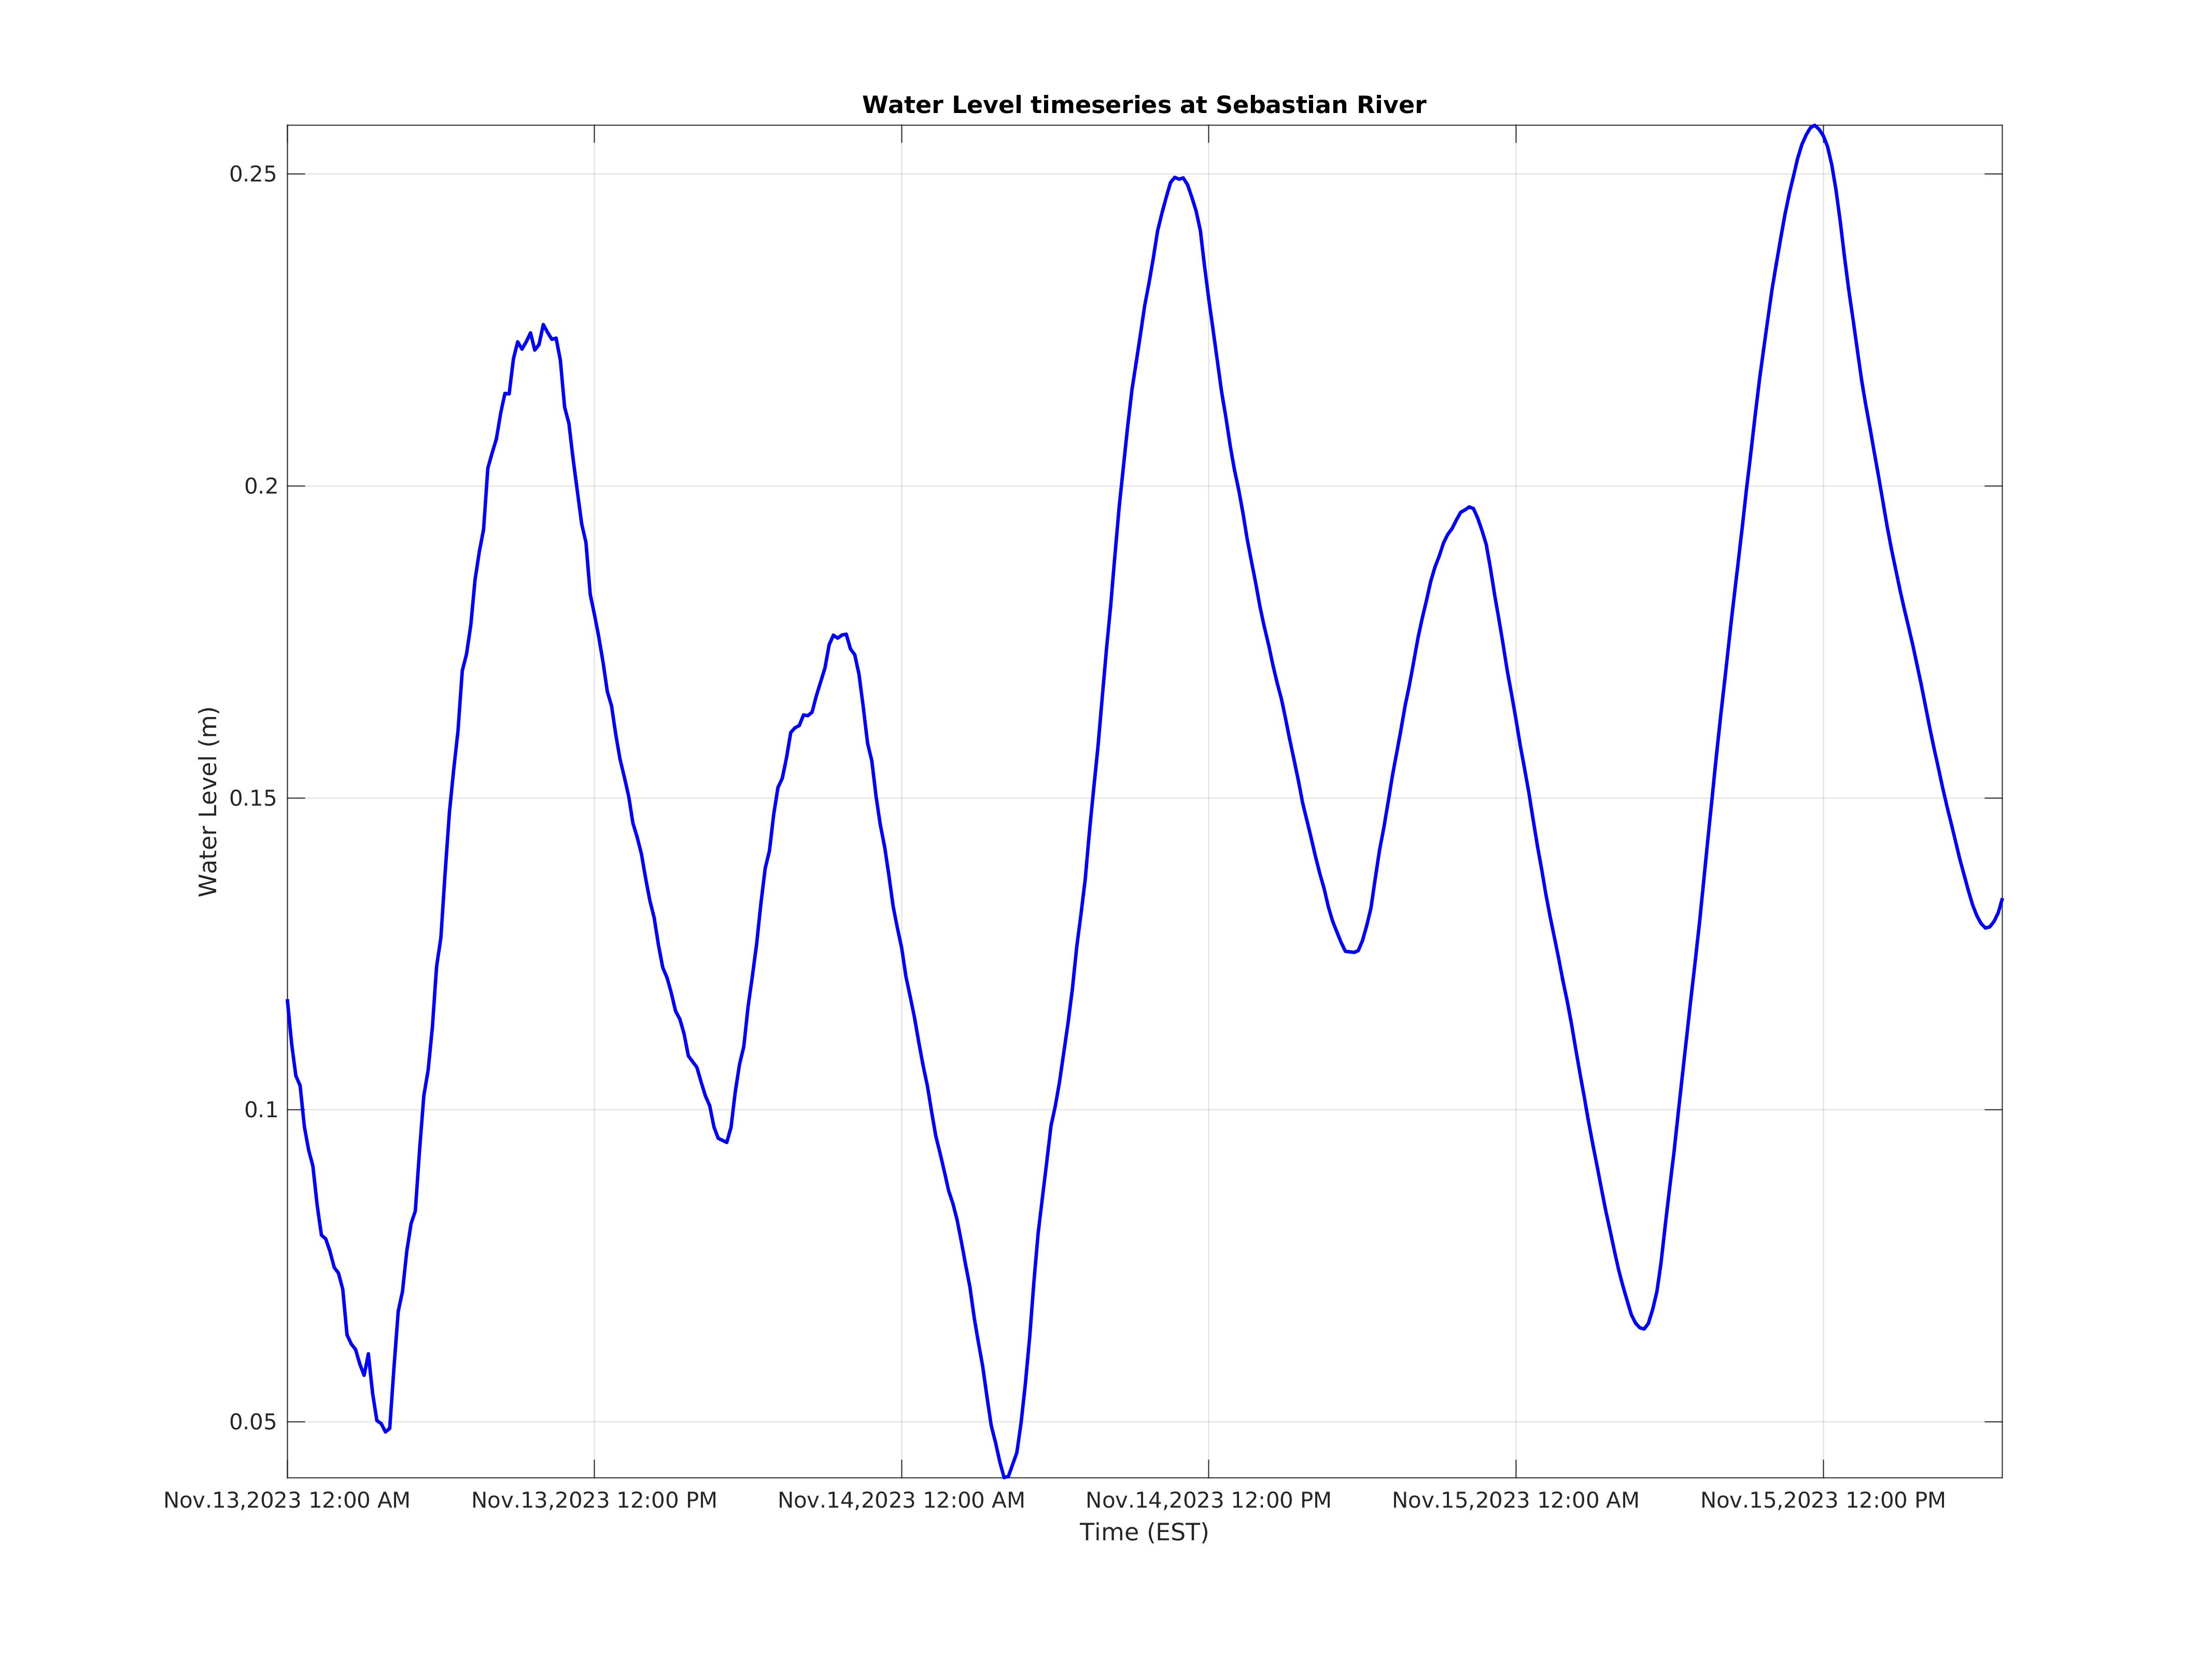 Water Level timeseries at Sebastian River
0.25
0.2
0.15
0.1
0.05
Water Level (m)
Nov.13,2023 12:00 AM
Nov.13,2023 12:00 PM
Nov.14,2023 12:00 AM
Nov.14,2023 12:00 PM
Nov.15,2023 12:00 AM
Nov.15,2023 12:00 PM
Time (EST)